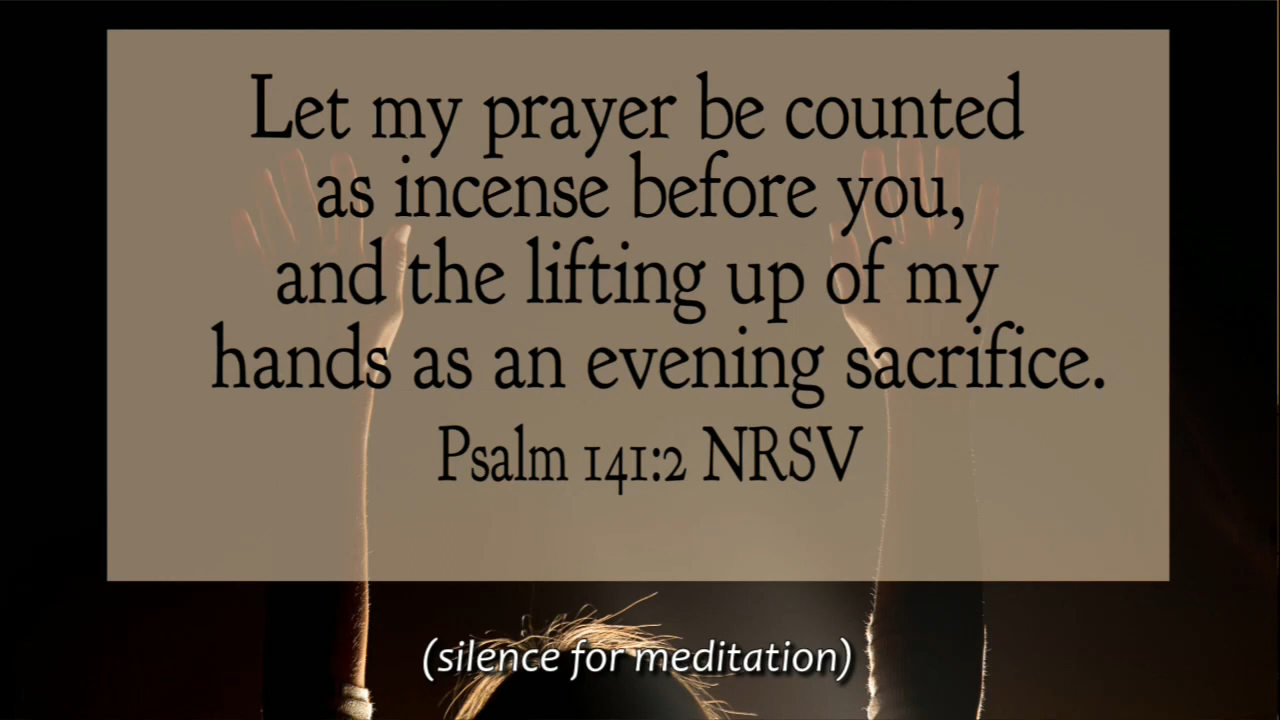 Let my prayer be counted
as incense before you,
and the lifting up of my
hands as an evening sacrifice.
Psalm 141:2 NRSV
(silence for meditation)